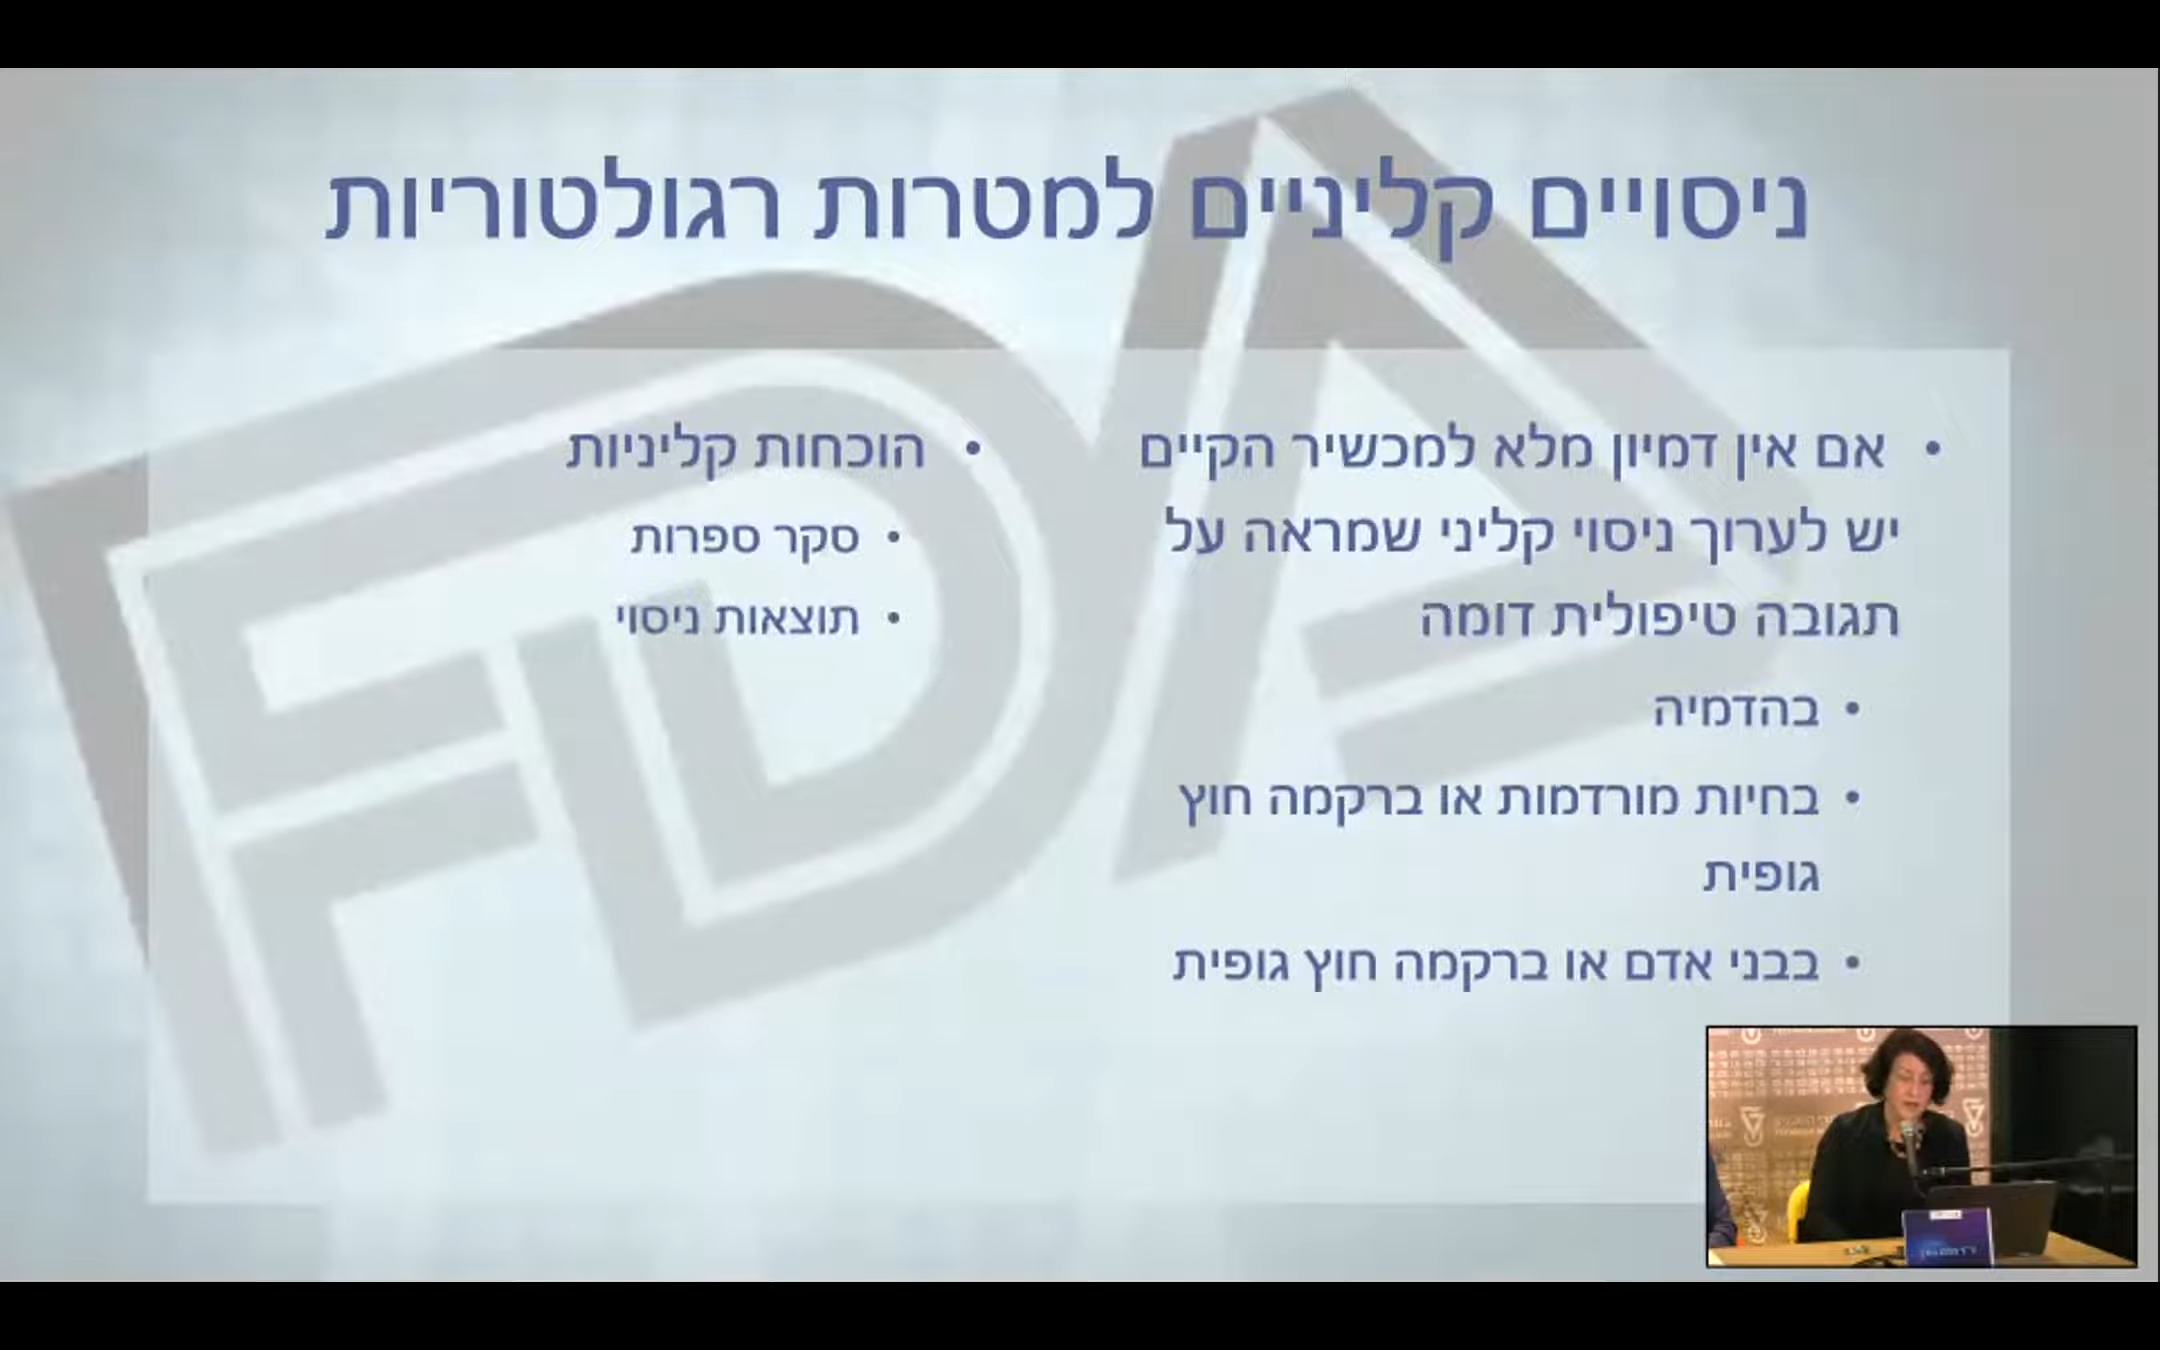 ניסויים קליניים למטרות רגולטוריות
• אם אין דמיון מלא למכשיר הקיים
יש לערוך ניסוי קליני שמראה על
תגובה טיפולית דומה
• בהדמיה
• בחיות מורדמות או ברקמה חוץ
גופית
• בבני אדם או ברקמה חוץ גופית
• הוכחות קליניות
• סקר ספרות
• תוצאות ניסוי
FDA